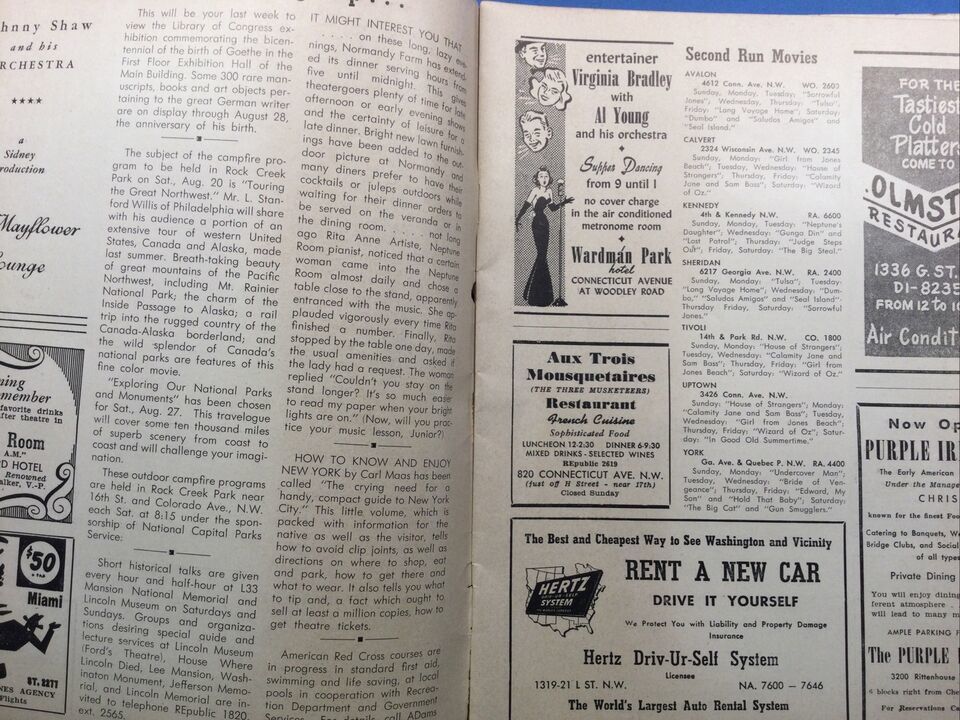 hnny Shaw
and his
RCHESTRA
****
a
Sidney
roduction
Mayflower
ounge
ning
member
favorite drinks
fter theatre in
Room
A.M."
RD HOTEL
Renowned
alker, V.-P.
$50
Miami
ST. 2277
NES AGENCY
Flights
This will be your last week to
view the Library of Congress ex-
hibition commemorating the bicen-
tennial of the birth of Goethe in the
First Floor Exhibition Hall of the
Main Building. Some 300 rare man-
uscripts, books and art objects per-
taining to the great German writer
are on display through August 28,
the anniversary of his birth.
The subject of the campfire pro-
gram to be held in Rock Creek
Park on Sat., Aug. 20 is "Touring
the Great Northwest." Mr. L. Stan-
ford Willis of Philadelphia will share
with his audience a portion of an
extensive tour of western United
States, Canada and Alaska, made
last summer. Breath-taking beauty
of great mountains of the Pacific
Northwest, including Mt. Rainier
National Park; the charm of the
Inside Passage to Alaska; a rail
trip into the rugged country of the
Canada-Alaska borderland; and
the wild splendor of Canada's
national parks are features of this
fine color movie.
"Exploring Our National Parks
and Monuments" has been chosen
for Sat., Aug. 27. This travelogue
will cover some ten thousand miles
of superb scenery from coast to
coast and will challenge your imagi-
nation.
These outdoor campfire programs
are held in Rock Creek Park near
16th St. and Colorado Ave., N.W.
each Sat. at 8:15 under the spon-
sorship of National Capital Parks
Service:
Short historical talks are given
every hour and half-hour at L33
Mansion National Memorial and
Lincoln Museum on Saturdays and
Sundays. Groups and organiza-
tions desiring special guide and
lecture services at Lincoln Museum
(Ford's Theatre), House Where
Lincoln Died, Lee Mansion, Wash-
ington Monument, Jefferson Memo-
rial, and Lincoln Memorial are in-
vited to telephone REpublic 1820,
ext. 2565.
IT MIGHT INTEREST YOU THAT
. . . . . on these long, lazy eve-
nings, Normandy Farm has extend-
ed its dinner serving hours from
five until midnight. This gives
theatergoers plenty of time for late
afternoon or early evening shows
and the certainty of leisure for a
late dinner. Bright new lawn furnish-
ings have been added to the out-
door picture at Normandy and
many diners prefer to have their
cocktails or juleps outdoors while
waiting for their dinner orders to
be served on the veranda or in
the dining room. . . . . not long
ago Rita Anne Artiste, Neptune
Room pianist, noticed that a certain
woman came into the Neptune
Room almost daily and chose a
table close to the stand, apparently
entranced with the music. She ap-
plauded vigorously every time Rita
finished a number. Finally, Rita
stopped by the table one day, made
the usual amenities and asked if
the lady had a request. The woman
replied "Couldn't you stay on the
stand longer? It's so much easier
to read my paper when your bright
lights are on." (Now, will you prac-
tice your music lesson, Junior?)
HOW TO KNOW AND ENJOY
NEW YORK by Carl Maas has been
called "The crying need for a
handy, compact guide to New York
City." This little volume, which is
packed with information for the
native as well as the visitor, tells
how to avoid clip joints, as well as
directions on where to shop, eat
and park, how to get there and
what to wear. It also tells you what
to tip and, a fact which ought to
sell at least a million copies, how to
get theatre tickets.
American Red Cross courses are
in progress in standard first aid,
swimming and life saving, at local
pools in cooperation with Recrea-
tion Department and Government
Services. For details call ADams
entertainer
Virginia Bradley
with
Al Young
and his orchestra
Supper Dancing
from 9 until 1
no cover charge
in the air conditioned
metronome room
Wardman Park
hotel
CONNECTICUT AVENUE
AT WOODLEY ROAD
Aux Trois
Mousquetaires
(THE THREE MUSKETEERS)
Restaurant
French Cuisine
Sophisticated Food
LUNCHEON 12-2:30 DINNER 6-9:30
MIXED DRINKS - SELECTED WINES
REpublic 2619
820 CONNECTICUT AVE. N.W.
(just off H Street - near 17th)
Closed Sunday
Second Run Movies
AVALON
4612 Conn. Ave. N.W. WO. 2600
Sunday, Monday, Tuesday; "Sorrowful
Jones"; Wednesday, Thursday; "Tulsa",
Friday; "Long Voyage Home"; Saturday;
"Dumbo" and "Saludos Amigos" and
"Seal Island."
CALVERT
2324 Wisconsin Ave. N.W. WO. 2345
Sunday, Monday: "Girl from Jones
Beach"; Tuesday, Wednesday; "House of
Strangers"; Thursday, Friday; "Calamity
Jane and Sam Bass"; Saturday; "Wizard
of Oz."
KENNEDY
4th & Kennedy N.W. RA. 6600
Sunday, Monday, Tuesday; "Neptune's
Daughter"; Wednesday; "Gunga Din" and
"Lost Patrol"; Thursday; "Judge Steps
Out"; Friday, Saturday; "The Big Steal."
SHERIDAN
6217 Georgia Ave. N.W. RA. 2400
Sunday, Monday; "Tulsa"; Tuesday;
"Long Voyage Home"; Wednesday; "Dum-
bo," "Saludos Amigos" and "Seal Island";
Thursday, Friday, Saturday; "Sorrowful
Jones."
TIVOLI
14th & Park Rd. N.W. CO. 1800
Sunday, Monday; "House of Strangers";
Tuesday, Wednesday; "Calamity Jane and
Sam Bass"; Thursday, Friday; "Girl from
Jones Beach"; Saturday: "Wizard of Oz."
UPTOWN
3426 Conn. Ave. N.W.
Sunday; "House of Strangers"; Monday;
"Calamity Jane and Sam Bass"; Tuesday,
Wednesday; "Girl from Jones Beach";
Thursday, Friday; "Wizard of Oz"; Satur-
day; "In Good Old Summertime."
YORK
Ga. Ave. & Quebec P. N.W. RA. 4400
Sunday, Monday; "Undercover Man";
Tuesday, Wednesday; "Bride of Ven-
geance"; Thursday, Friday; "Edward, My
Son" and "Hold That Baby"; Saturday;
"The Big Cat" and "Gun Smugglers."
The Best and Cheapest Way to See Washington and Vicinity
HERTZ
DRIV-UR-SELF
SYSTEM
RENT A NEW CAR
DRIVE IT YOURSELF
We Protect You with Liability and Property Damage
Insurance
Hertz Driv-Ur-Self System
Licensee
1319-21 L ST. N.W. NA. 7600 - 7646
The World's Largest Auto Rental System
FOR THE
Tastiest
Cold
Platters
COME TO
OLMST
RESTAURA
1336 G. ST.
DI-8235
FROM 12 to 10
Air Condit
Now Op
PURPLE IRI
The Early American
Under the Manage
CHRIS
known for the finest Foo
Catering to Banquets, We
Bridge Clubs, and Social
of all types
Private Dining
You will enjoy dining
ferent atmosphere .
will lead to many m
AMPLE PARKING F
The PURPLE I
3200 Rittenhouse
6 blocks right from Che
For Reservations Ca